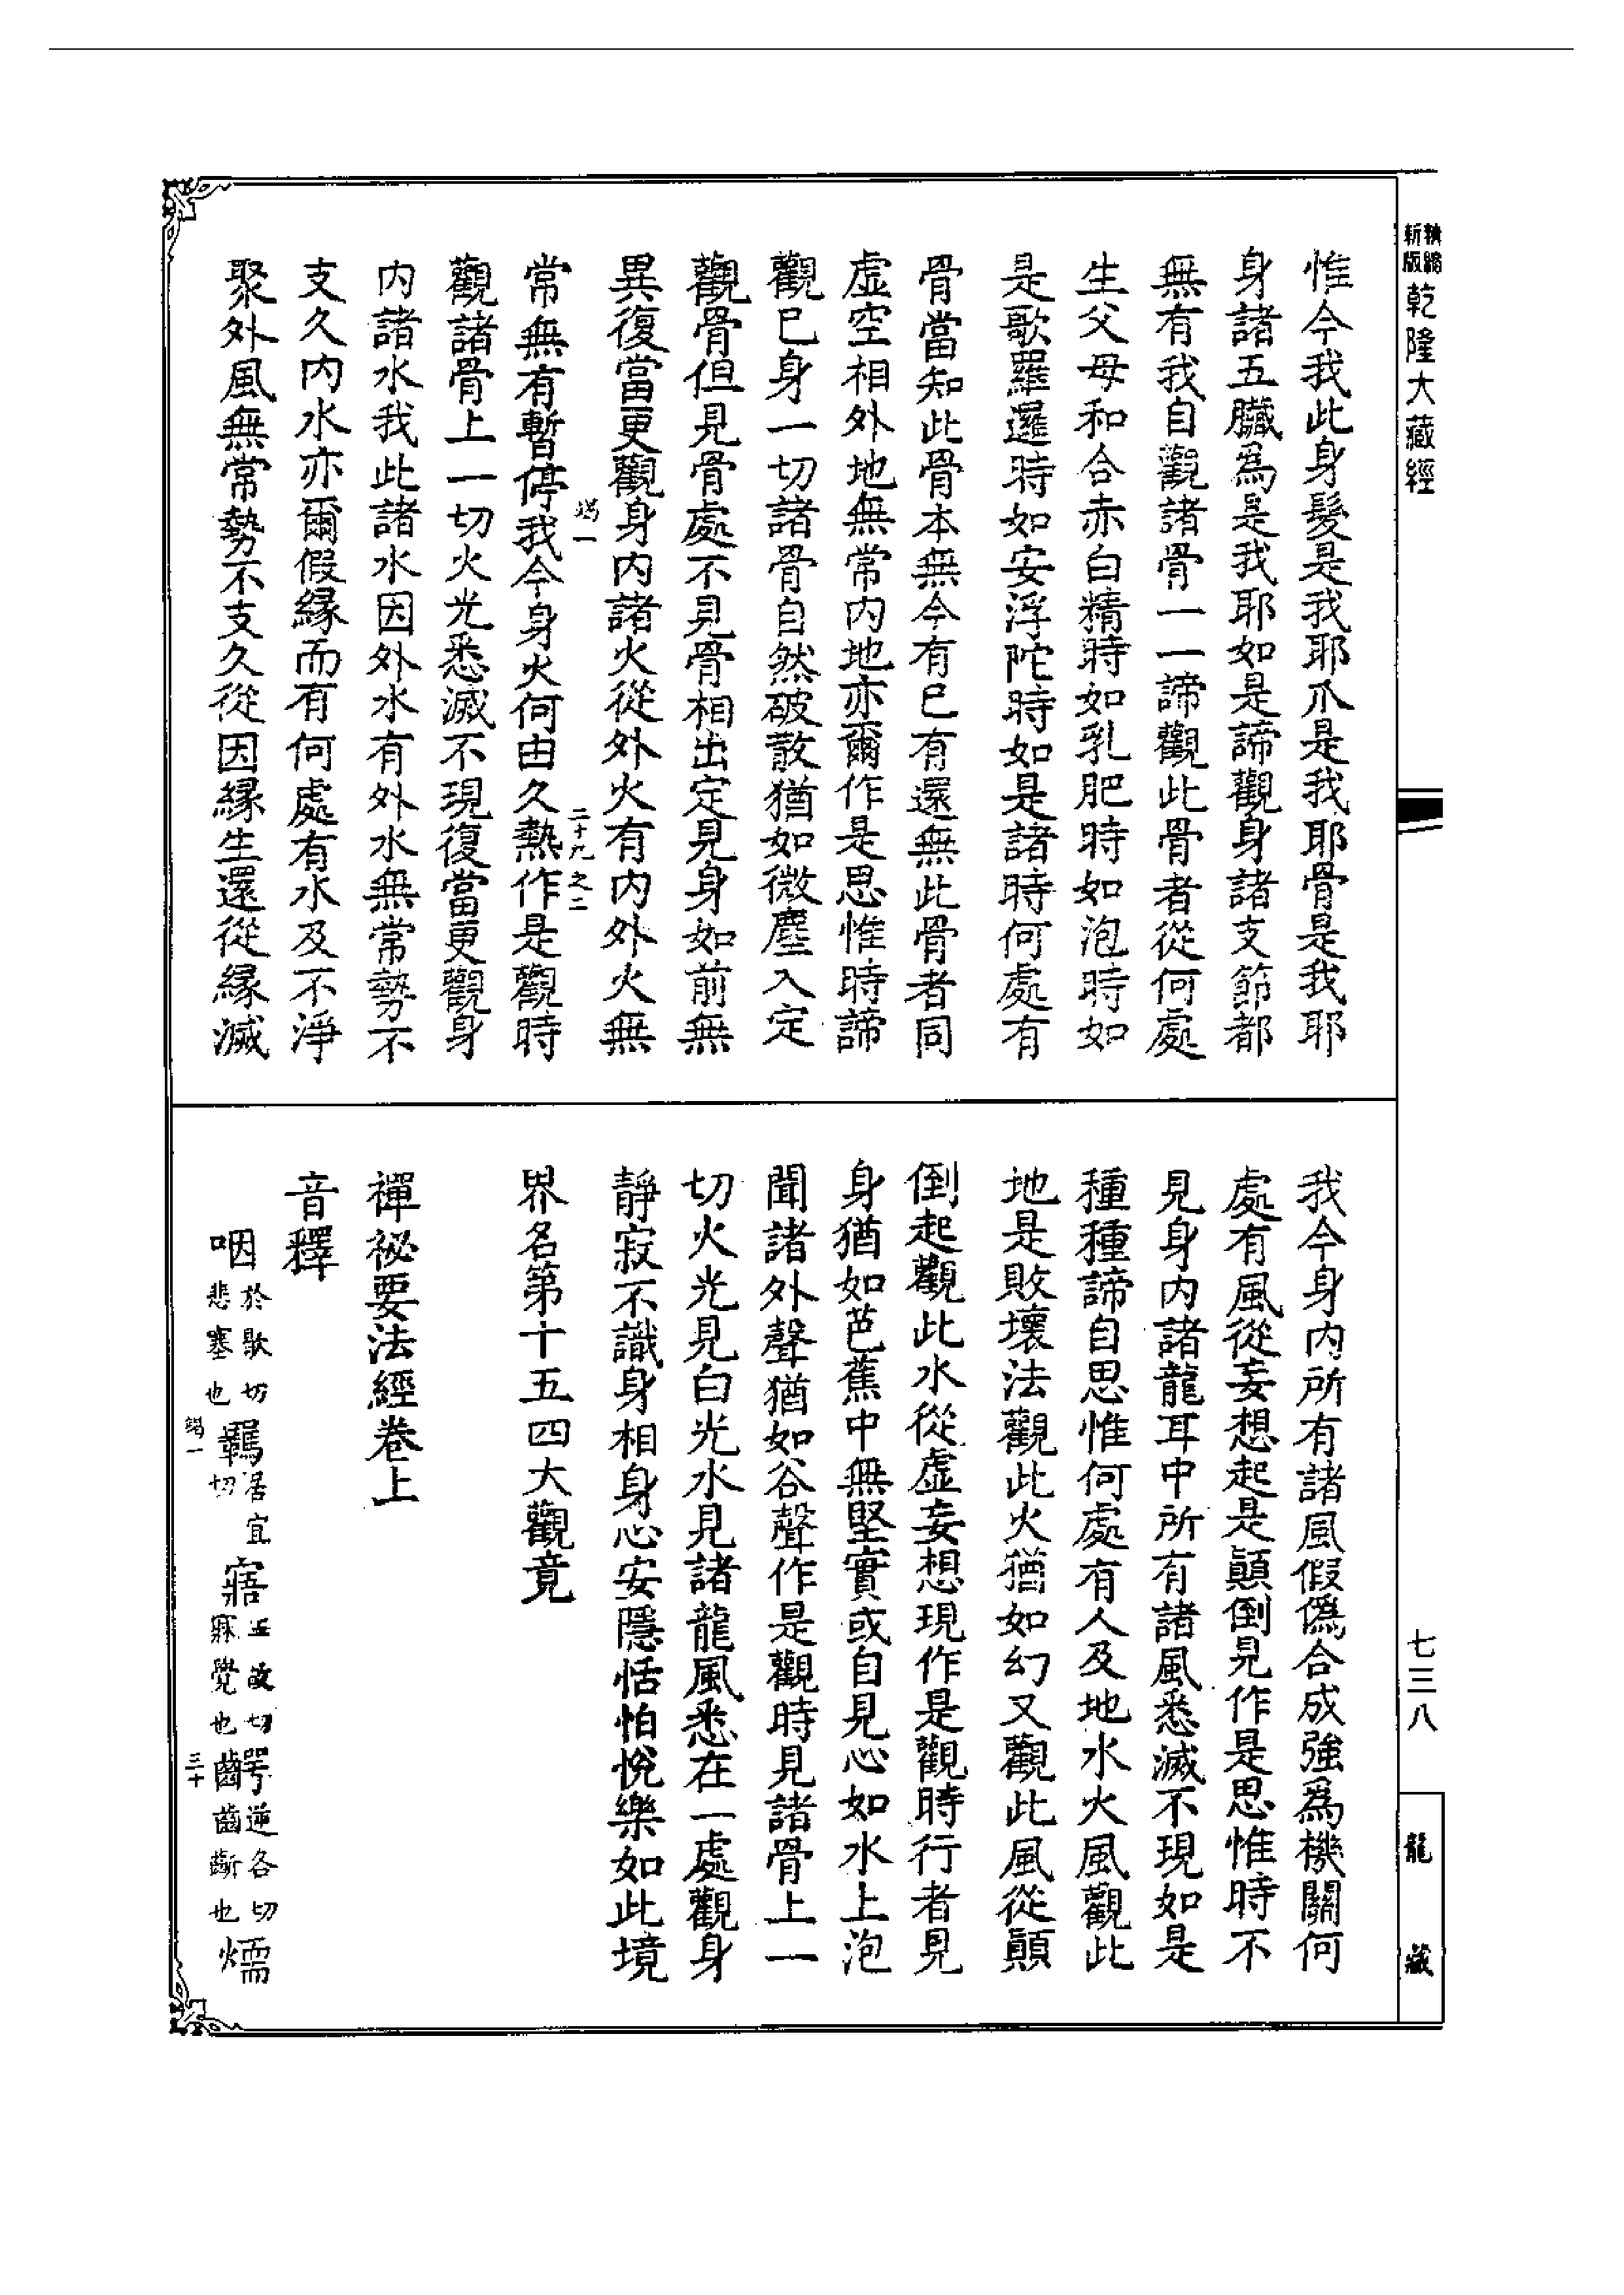 精縮新版乾隆大藏經
惟今我此身髮是我耶爪是我耶骨是我耶
身諸五臟為是我耶如是諦觀身諸支節都
無有我自觀諸骨一一諦觀此骨者從何處
生父母和合赤白精時如乳肥時如泡時如
是歌羅邏時如安浮陀時如是諸時何處有
骨當知此骨本無今有已有還無此骨者同
虛空相外地無常內地亦爾作是思惟時諦
觀已身一切諸骨自然破散猶如微塵入定
觀骨但見骨處不見骨相出定見身如前無
異復當更觀身內諸火從外火有內外火無
二十九之二
常無有暫停我今身火何由久熱作是觀時
觀諸骨上一切火光悉滅不現復當更觀身
內諸水我此諸水因外水有外水無常勢不
支久內水亦爾假緣而有何處有水及不淨
聚外風無常勢不支久從因緣生還從緣滅
我今身內所有諸風假偽合成強為機關何
處有風從妄想起是顛倒見作是思惟時不
見身內諸龍耳中所有諸風悉滅不現如是
種種諦自思惟何處有人及地水火風觀此
地是敗壞法觀此火猶如幻又觀此風從顛
倒起觀此水從虛妄想現作是觀時行者見
身猶如芭蕉中無堅實或自見心如水上泡
聞諸外聲猶如谷聲作是觀時見諸骨上一
切火光見白光水見諸龍風悉在一處觀身
靜寂不識身相身心安隱恬怕悅樂如此境
界名第十五四大觀竟
禪祕要法經卷上
音釋
咽於歇切悲塞也羈居宜切寤五故切寐覺也齶逆各切齒齗也㬉
三十
七三八
龍藏